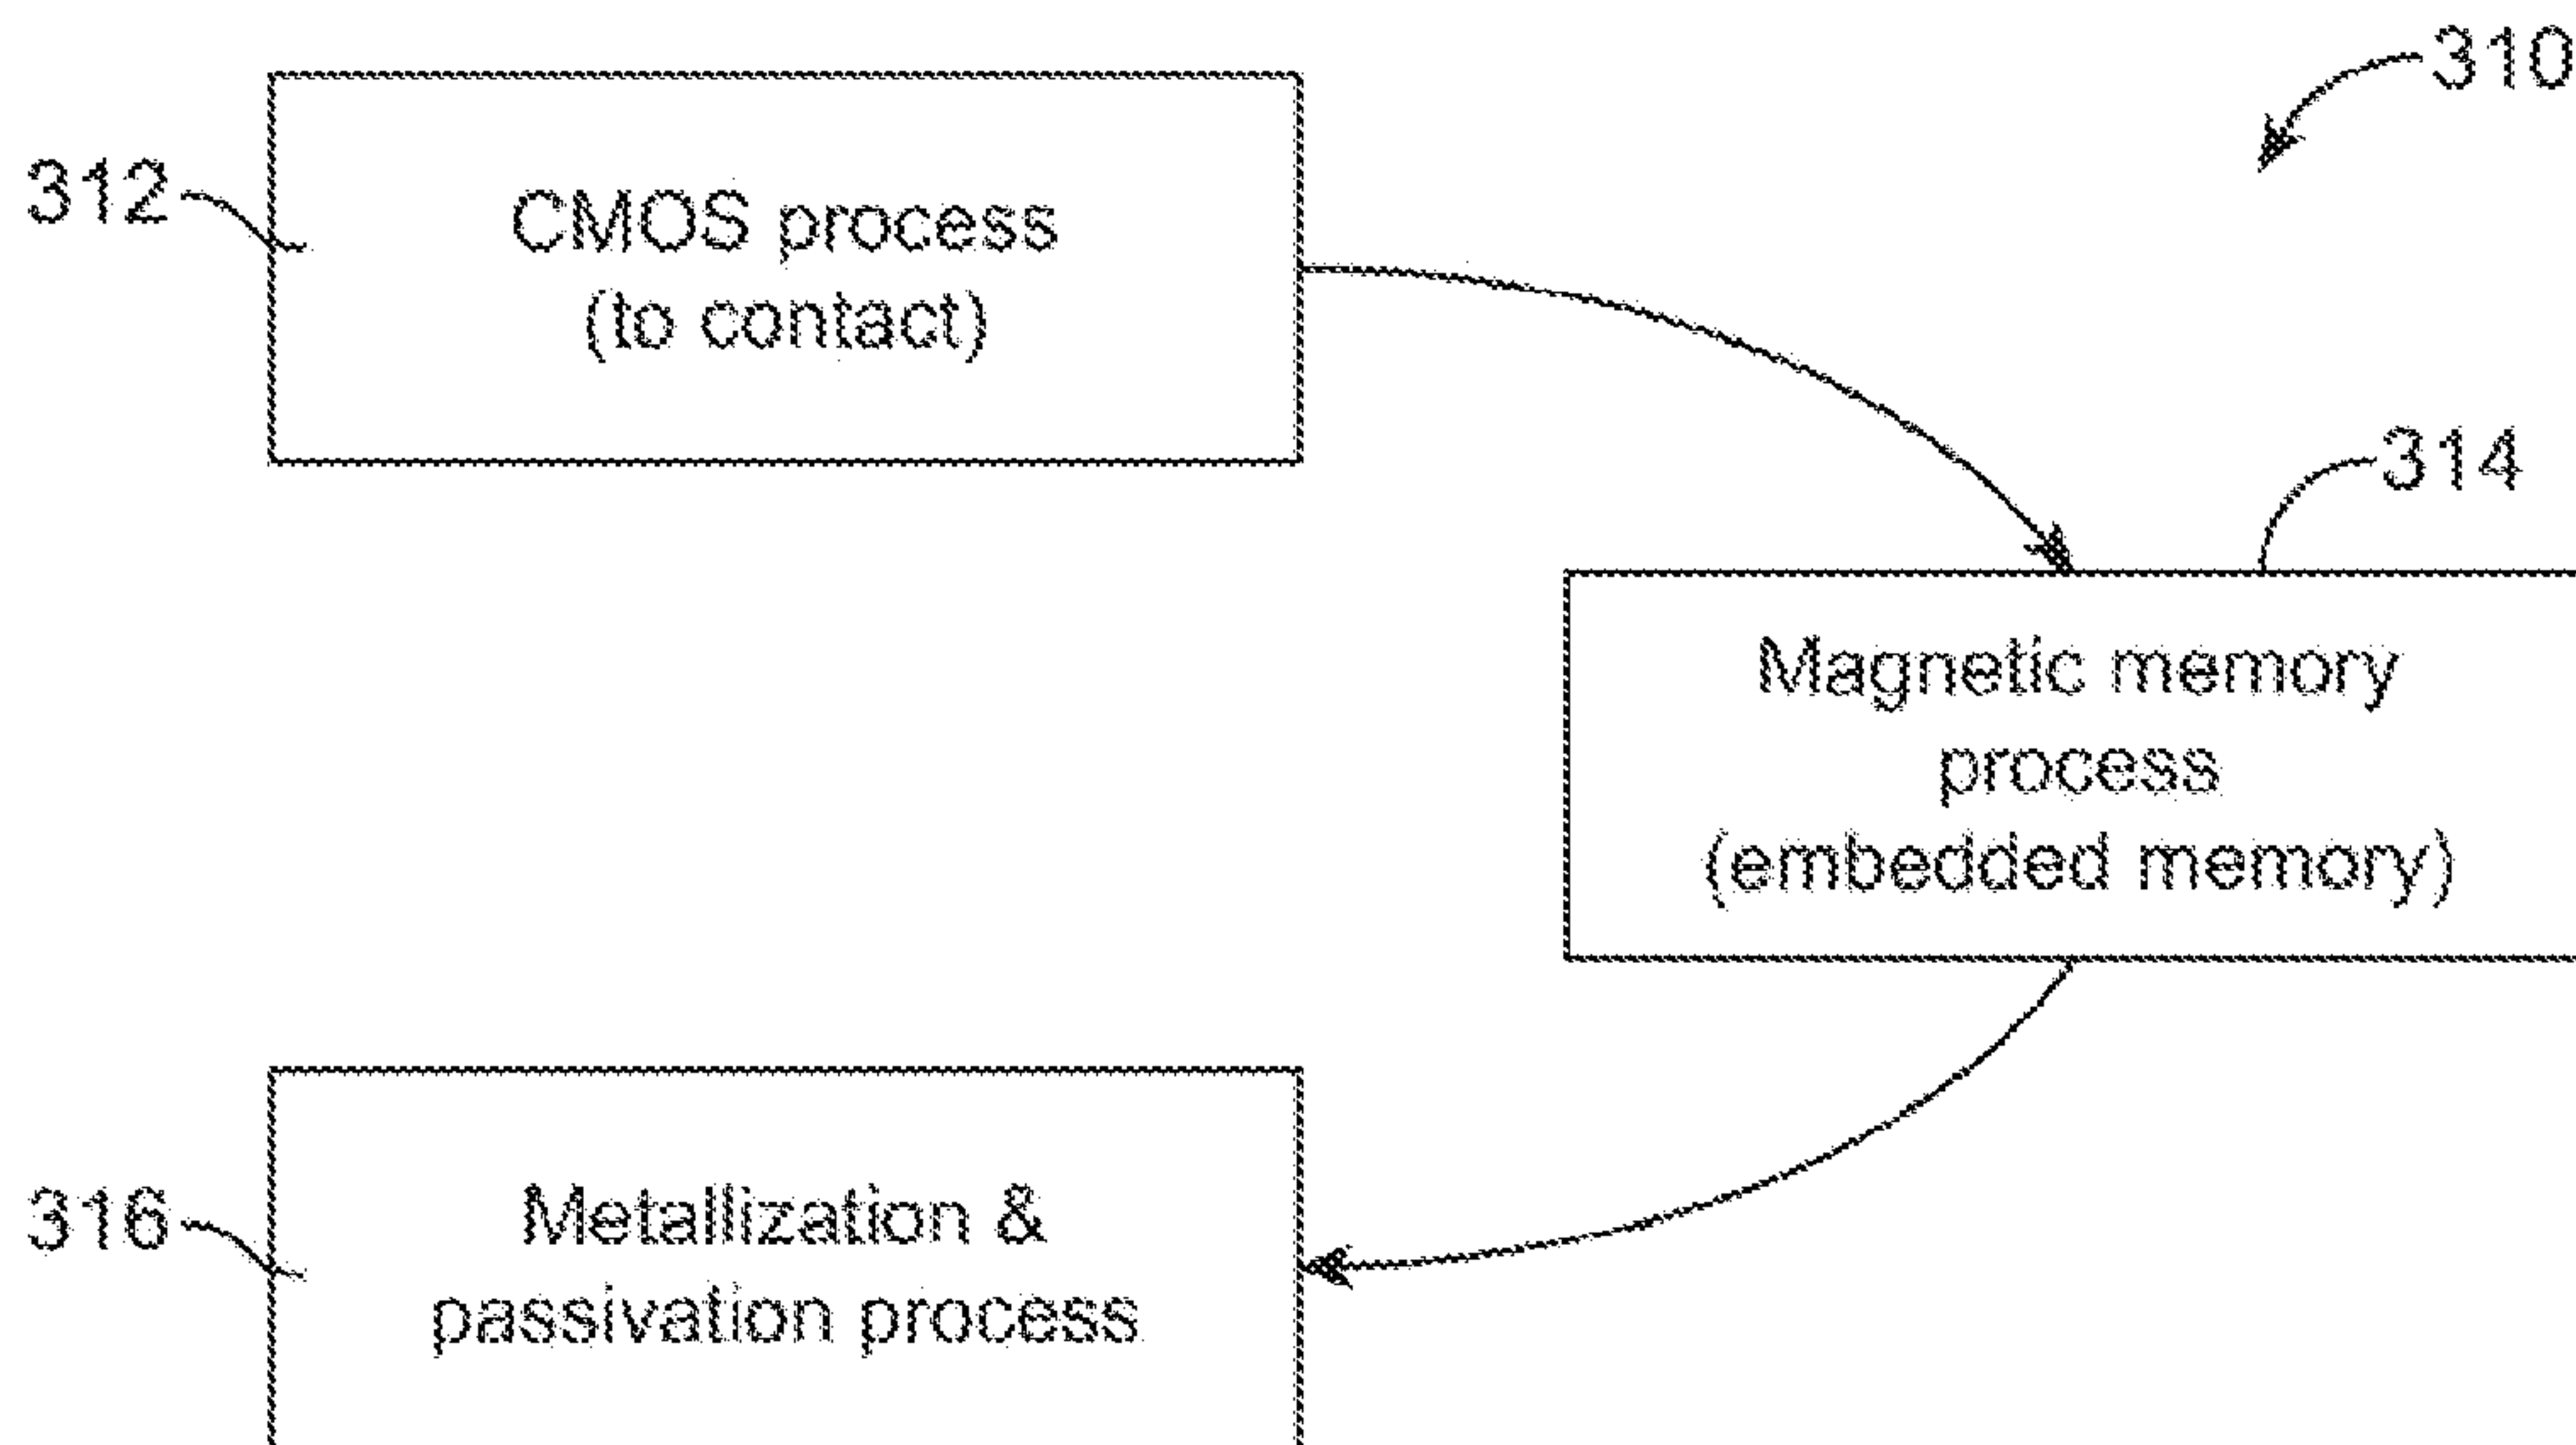 310
312
CMOS process
(to contact)
314
Magnetic memory
process
(embedded memory)
316
Metallization &
passivation process